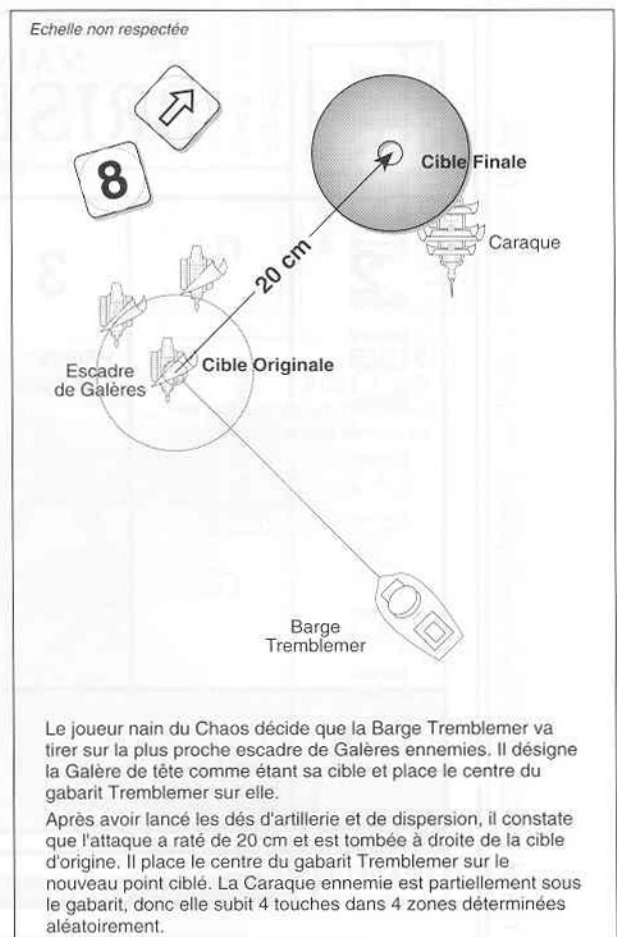 Echelle non respectée
8
Cible Finale
20 cm
Caraque
Cible Originale
Escadre
de Galères
Barge
Tremblemer
Le joueur nain du Chaos décide que la Barge Tremblemer va
tirer sur la plus proche escadre de Galères ennemies. Il désigne
la Galère de tête comme étant sa cible et place le centre du
gabarit Tremblemer sur elle.
Après avoir lancé les dés d'artillerie et de dispersion, il constate
que l'attaque a raté de 20 cm et est tombée à droite de la cible
d'origine. Il place le centre du gabarit Tremblemer sur le
nouveau point ciblé. La Caraque ennemie est partiellement sous
le gabarit, donc elle subit 4 touches dans 4 zones déterminées
aléatoirement.